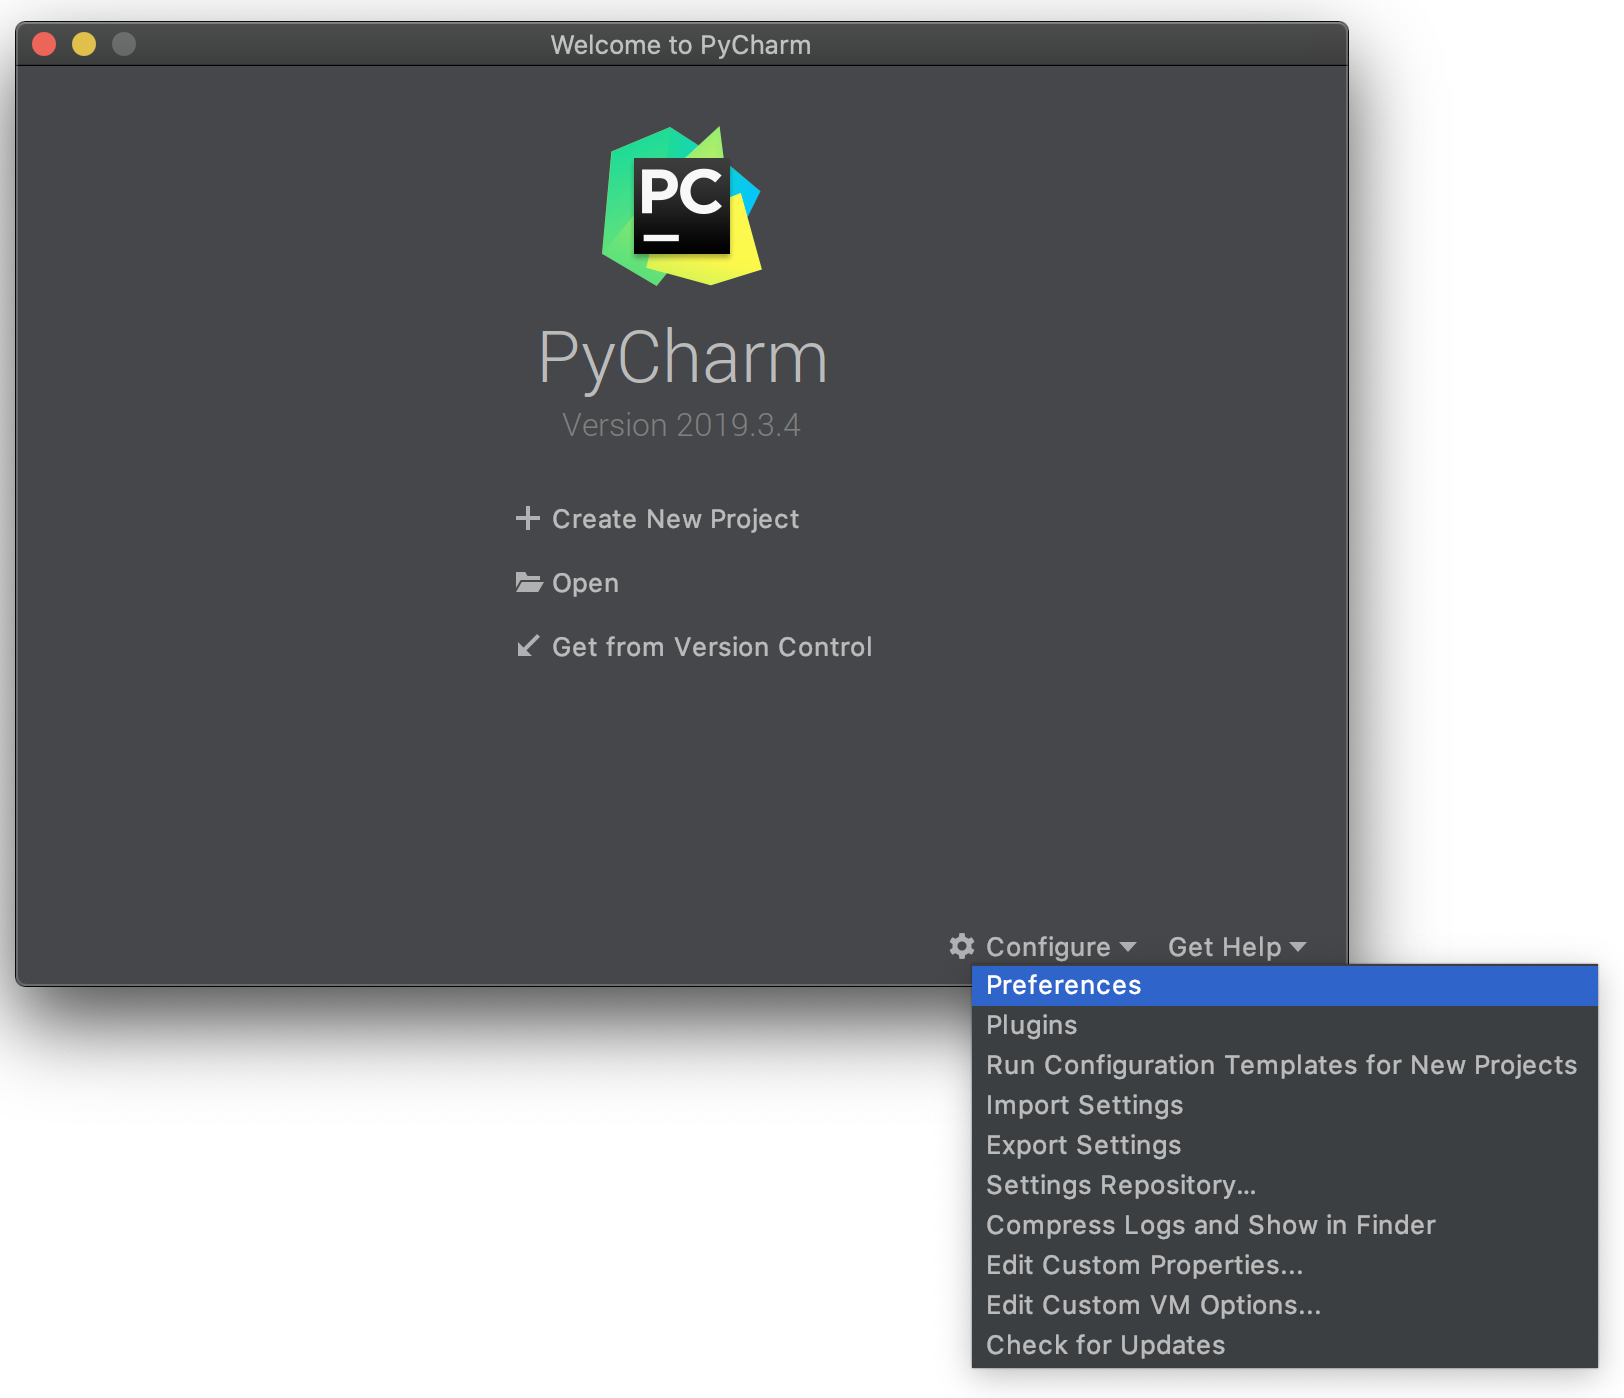 Welcome to PyCharm
PC
PyCharm
Version 2019.3.4
Create New Project
Open
Get from Version Control
Configure
Get Help
Preferences
Plugins
Run Configuration Templates for New Projects
Import Settings
Export Settings
Settings Repository...
Compress Logs and Show in Finder
Edit Custom Properties...
Edit Custom VM Options...
Check for Updates